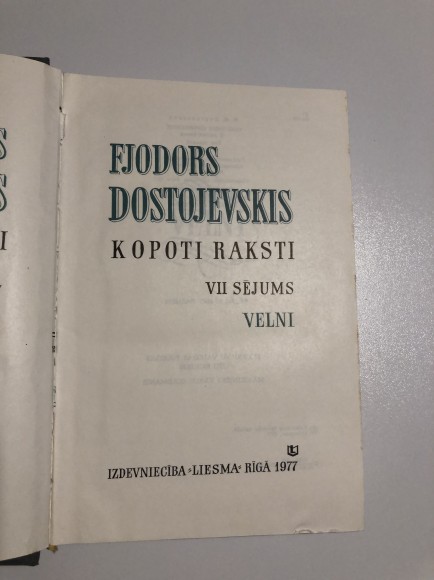 FJODORS
DOSTOJEVSKIS
KOPOTI RAKSTI
VII SĒJUMS
VELNI
IZDEVNIECĪBA »LIESMA« RĪGĀ 1977